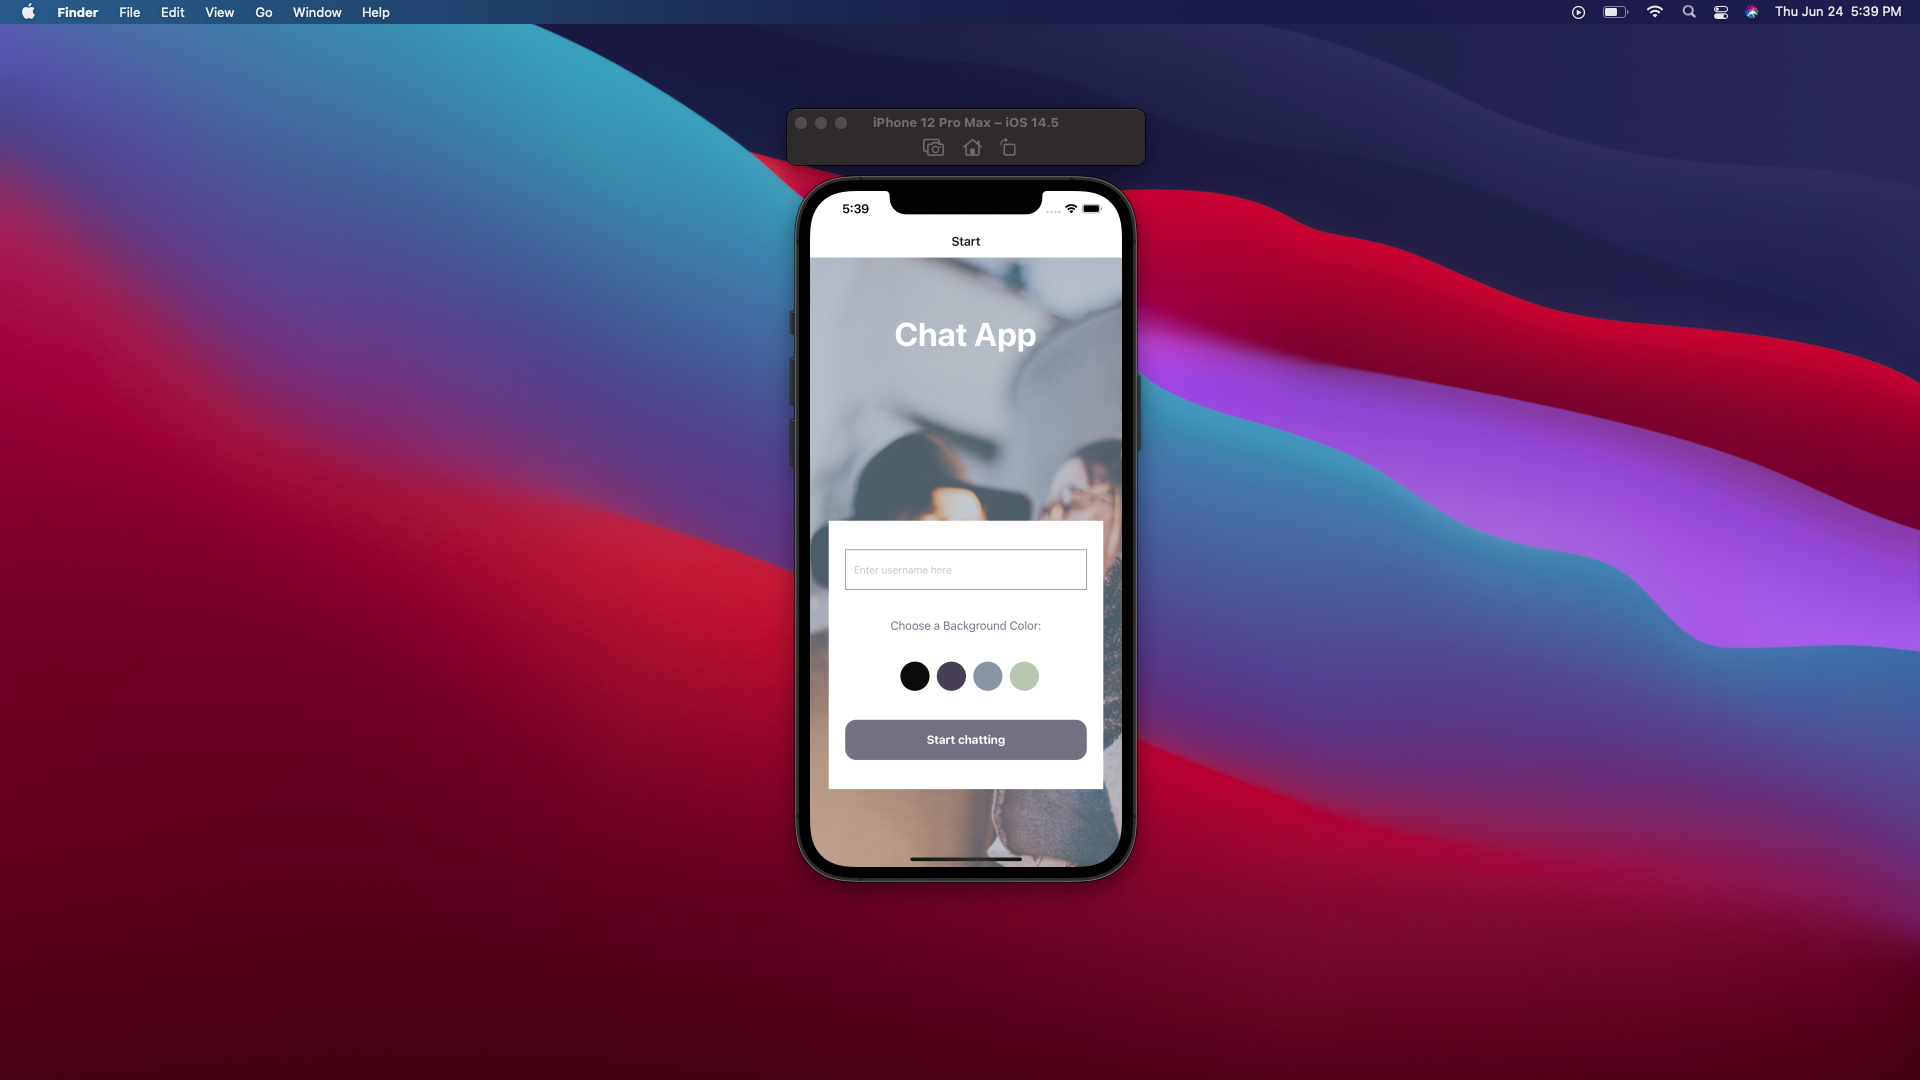 Finder File Edit View Go Window Help Thu Jun 24 5:39 PM
iPhone 12 Pro Max – iOS 14.5
5:39
Start
Chat App
Enter username here
Choose a Background Color:
Start chatting